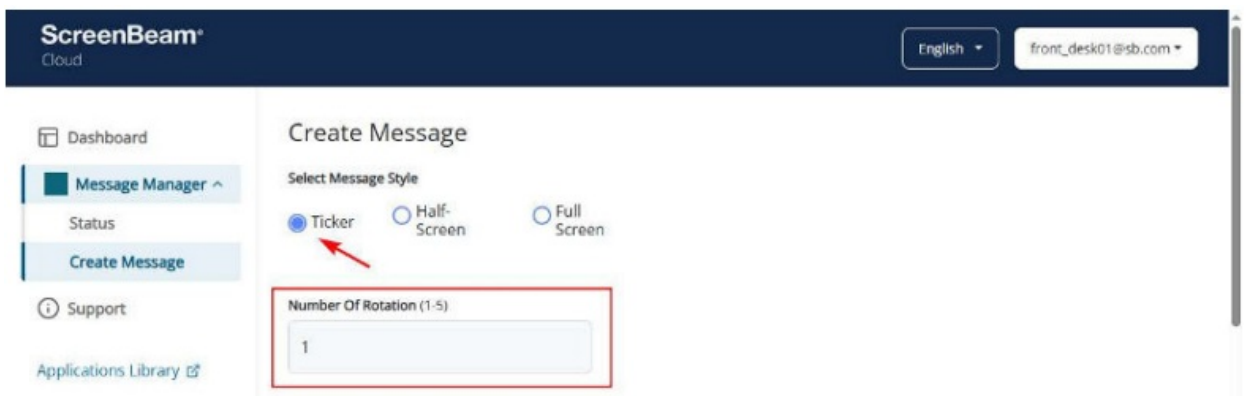 ScreenBeam
Cloud
English
front_desk01@sb.com
Dashboard
Message Manager
Status
Create Message
Support
Applications Library
Create Message
Select Message Style
Ticker
Half-
Screen
Full
Screen
Number Of Rotation (1-5)
1